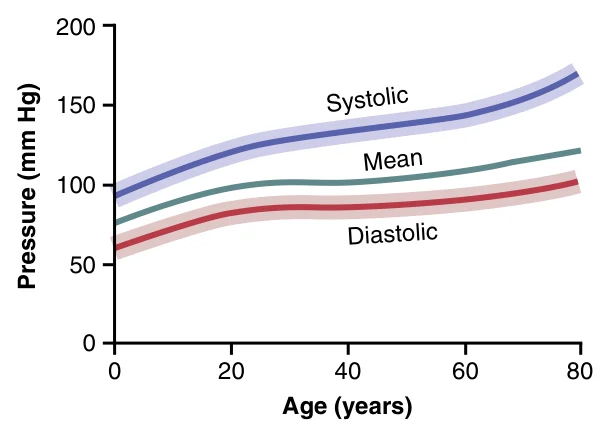 200
150
100
50
0
Pressure (mm Hg)
Systolic
Mean
Diastolic
0 20 40 60 80
Age (years)